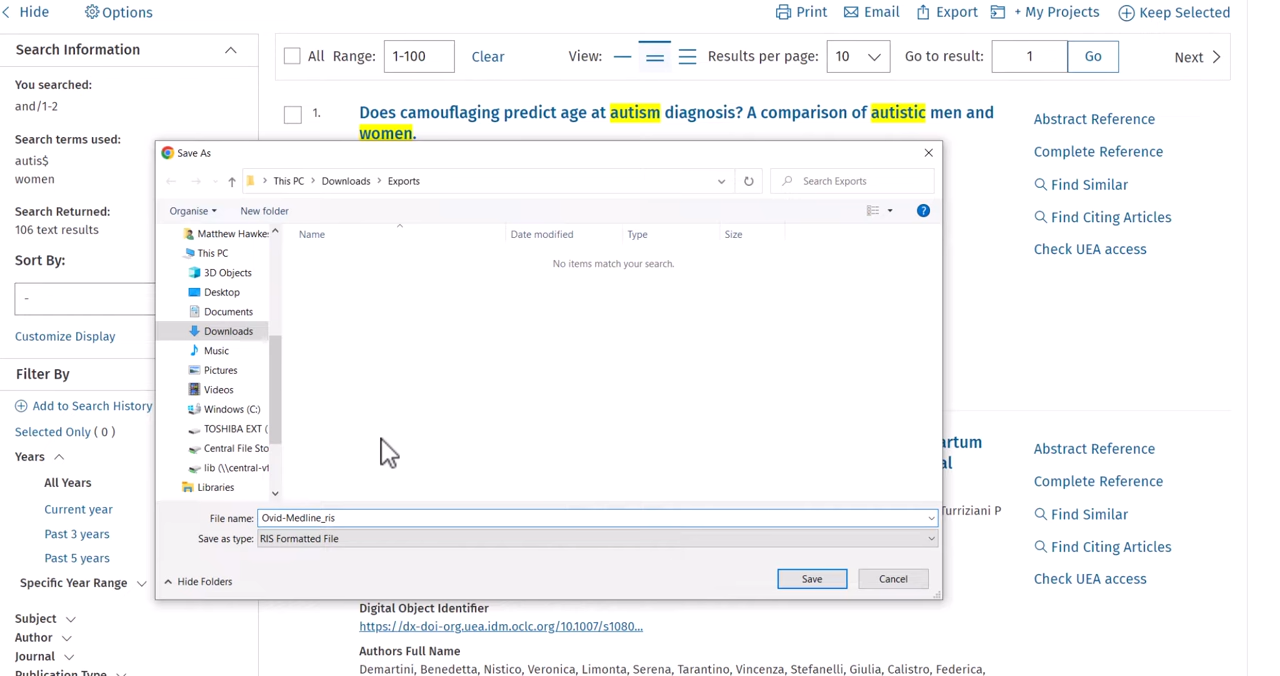 Hide Options Print Email Export + My Projects Keep Selected
Search Information
You searched:
and/1-2
Search terms used:
autis$
women
Search Returned:
106 text results
Sort By:
-
Customize Display
Filter By
Add to Search History
Selected Only ( 0 )
Years
All Years
Current year
Past 3 years
Past 5 years
Specific Year Range
Subject
Author
Journal
Publication Type
All Range: 1-100 Clear View: Results per page: 10 Go to result: 1 Go Next
1. Does camouflaging predict age at autism diagnosis? A comparison of autistic men and
women.
Abstract Reference
Complete Reference
Find Similar
Find Citing Articles
Check UEA access
Save As
This PC Downloads Exports Search Exports
Organise New folder ?
Matthew Hawkes
This PC
3D Objects
Desktop
Documents
Downloads
Music
Pictures
Videos
Windows (C:)
TOSHIBA EXT (
Central File Sto
lib (\\central-vf
Libraries
Name Date modified Type Size
No items match your search.
File name: Ovid-Medline_ris
Save as type: RIS Formatted File
Hide Folders Save Cancel
artum
al
Turriziani P
Abstract Reference
Complete Reference
Find Similar
Find Citing Articles
Check UEA access
Digital Object Identifier
https://dx-doi-org.uea.idm.oclc.org/10.1007/s1080...
Authors Full Name
Demartini, Benedetta, Nistico, Veronica, Limonta, Serena, Tarantino, Vincenza, Stefanelli, Giulia, Calistro, Federica,